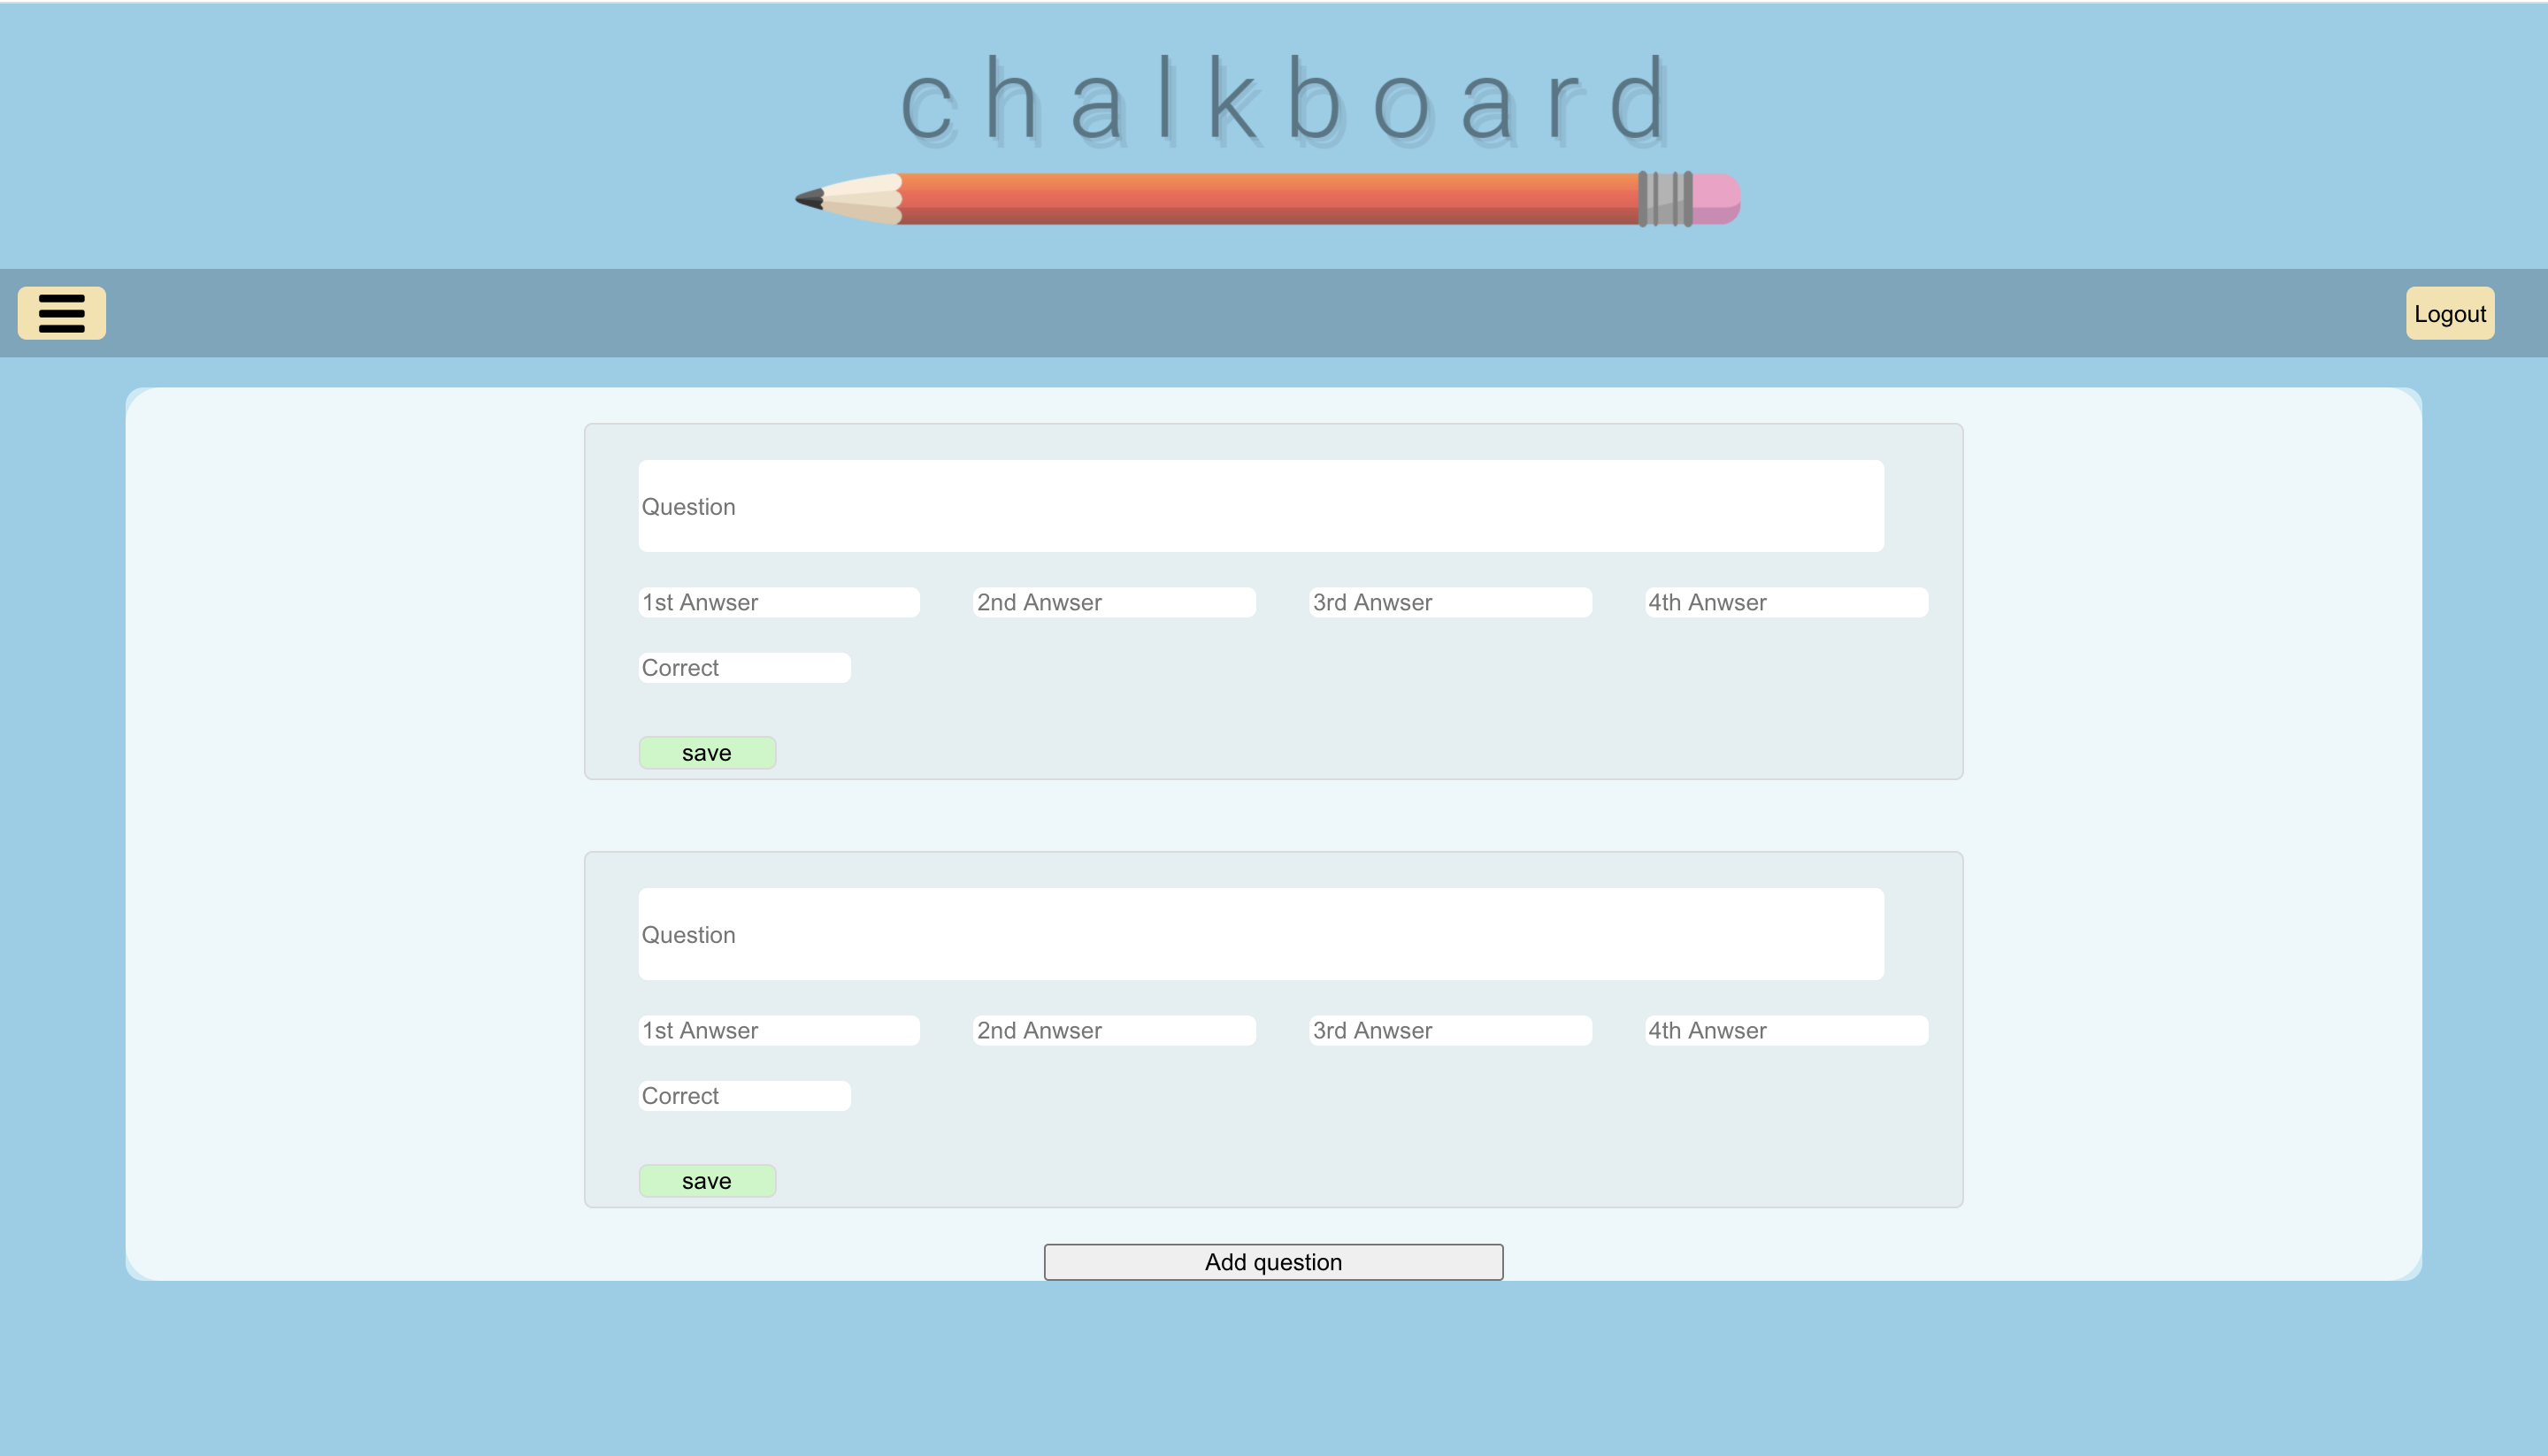 chalkboard
Logout
Question
1st Anwser 2nd Anwser 3rd Anwser 4th Anwser
Correct
save
Question
1st Anwser 2nd Anwser 3rd Anwser 4th Anwser
Correct
save
Add question